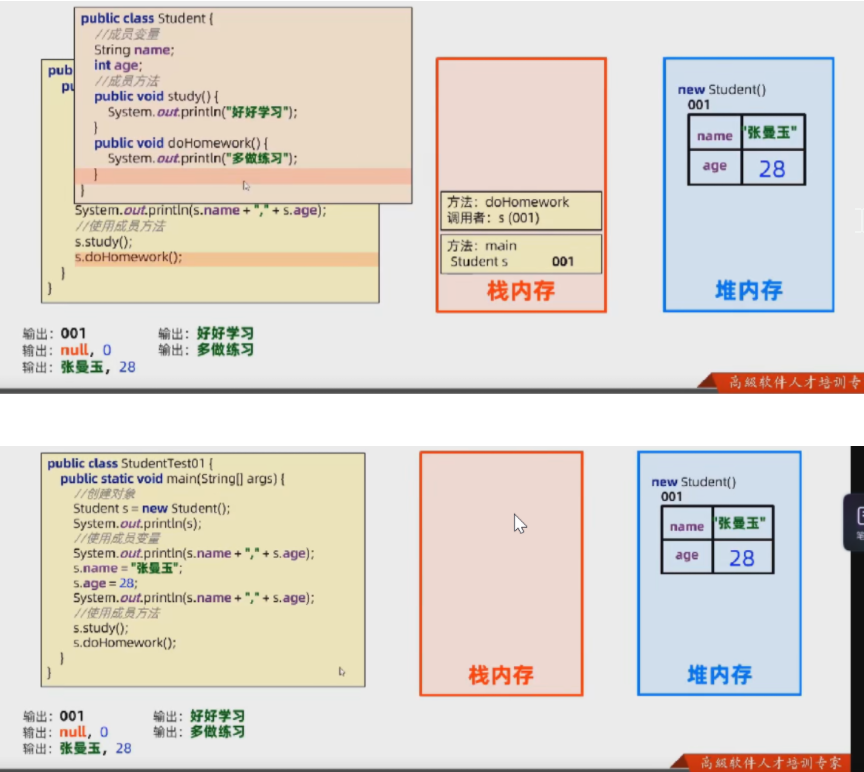 public class Student {
//成员变量
String name;
int age;
//成员方法
public void study() {
System.out.println("好好学习");
}
public void doHomework() {
System.out.println("多做练习");
}
}
System.out.println(s.name + "," + s.age);
//使用成员方法
s.study();
s.doHomework();
}
}
方法：doHomework
调用者：s (001)
方法：main
Student s 001
栈内存
new Student()
001
name "张曼玉"
age 28
堆内存
输出：001 输出：好好学习
输出：null，0 输出：多做练习
输出：张曼玉，28
高级软件人才培训专
public class StudentTest01 {
public static void main(String[] args) {
//创建对象
Student s = new Student();
System.out.println(s);
//使用成员变量
System.out.println(s.name + "," + s.age);
s.name = "张曼玉";
s.age = 28;
System.out.println(s.name + "," + s.age);
//使用成员方法
s.study();
s.doHomework();
}
}
栈内存
new Student()
001
name "张曼玉"
age 28
堆内存
输出：001 输出：好好学习
输出：null，0 输出：多做练习
输出：张曼玉，28
高级软件人才培训专家